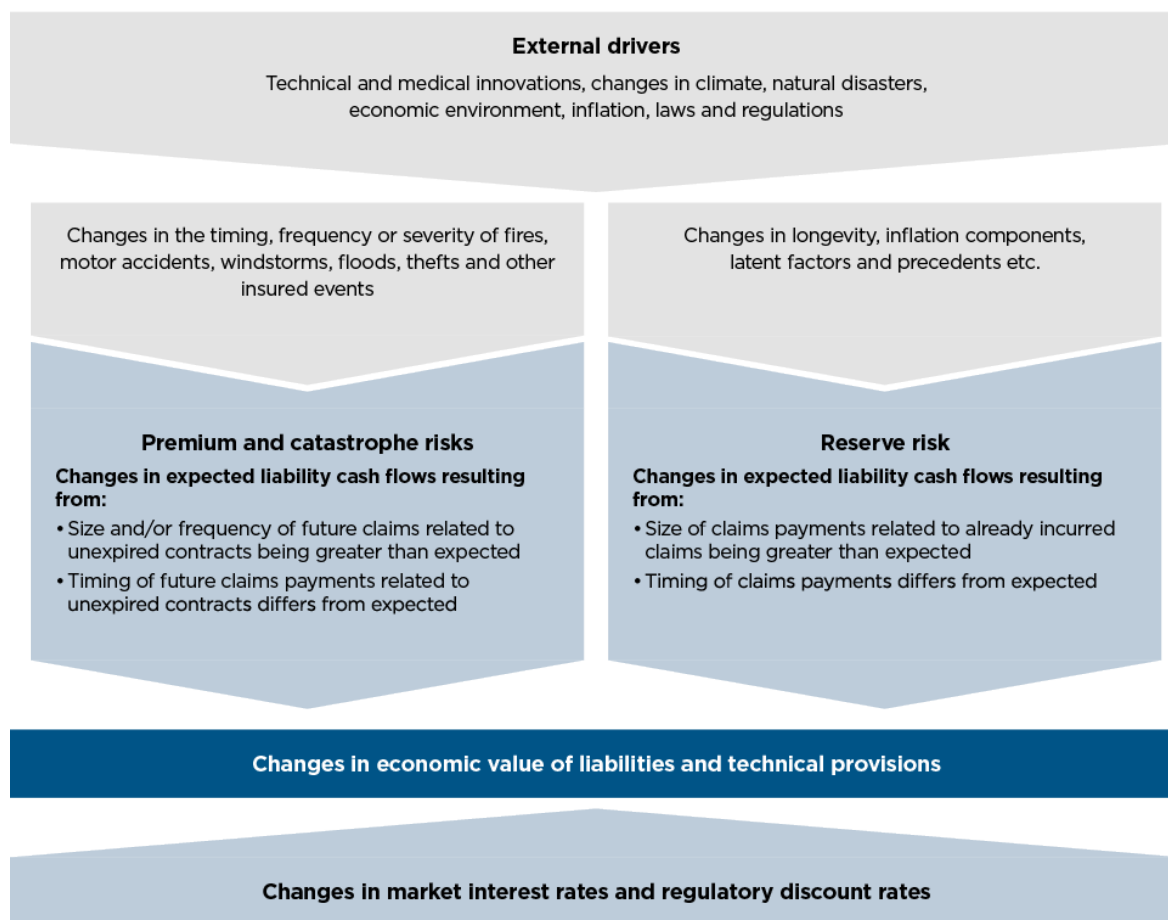 External drivers
Technical and medical innovations, changes in climate, natural disasters,
economic environment, inflation, laws and regulations
Changes in the timing, frequency or severity of fires,
motor accidents, windstorms, floods, thefts and other
insured events
Changes in longevity, inflation components,
latent factors and precedents etc.
Premium and catastrophe risks
Changes in expected liability cash flows resulting
from:
• Size and/or frequency of future claims related to
unexpired contracts being greater than expected
• Timing of future claims payments related to
unexpired contracts differs from expected
Reserve risk
Changes in expected liability cash flows resulting
from:
• Size of claims payments related to already incurred
claims being greater than expected
• Timing of claims payments differs from expected
Changes in economic value of liabilities and technical provisions
Changes in market interest rates and regulatory discount rates